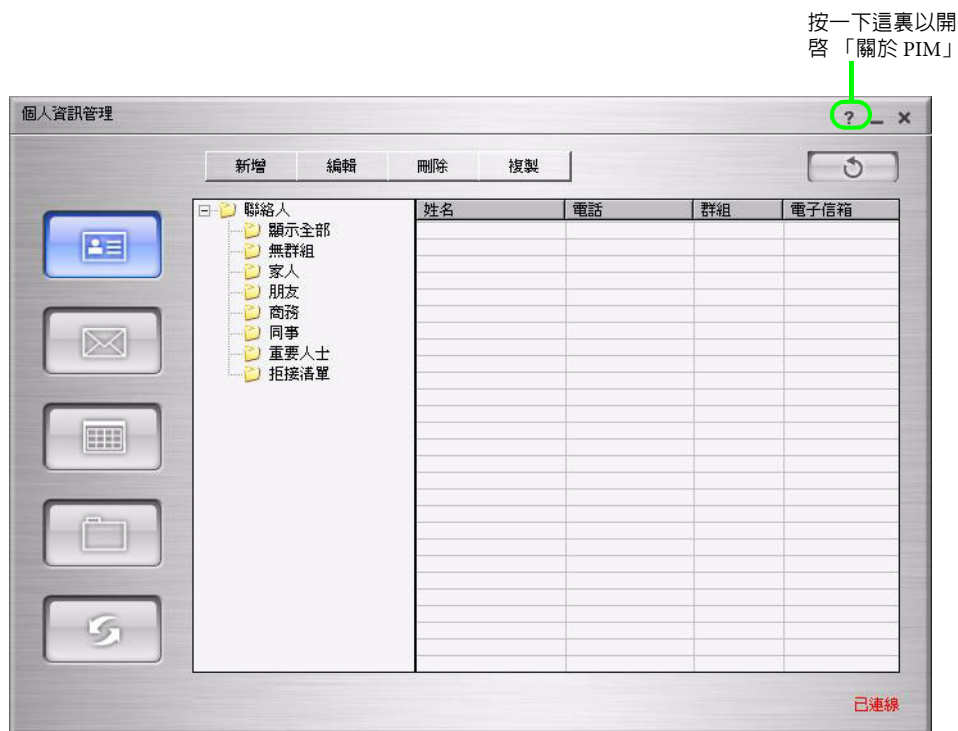 按一下這裏以開
啓 「關於 PIM」
個人資訊管理
?
新增 編輯 刪除 複製
聯絡人
顯示全部
無群組
家人
朋友
商務
同事
重要人士
拒接清單
姓名 電話 群組 電子信箱
已連線